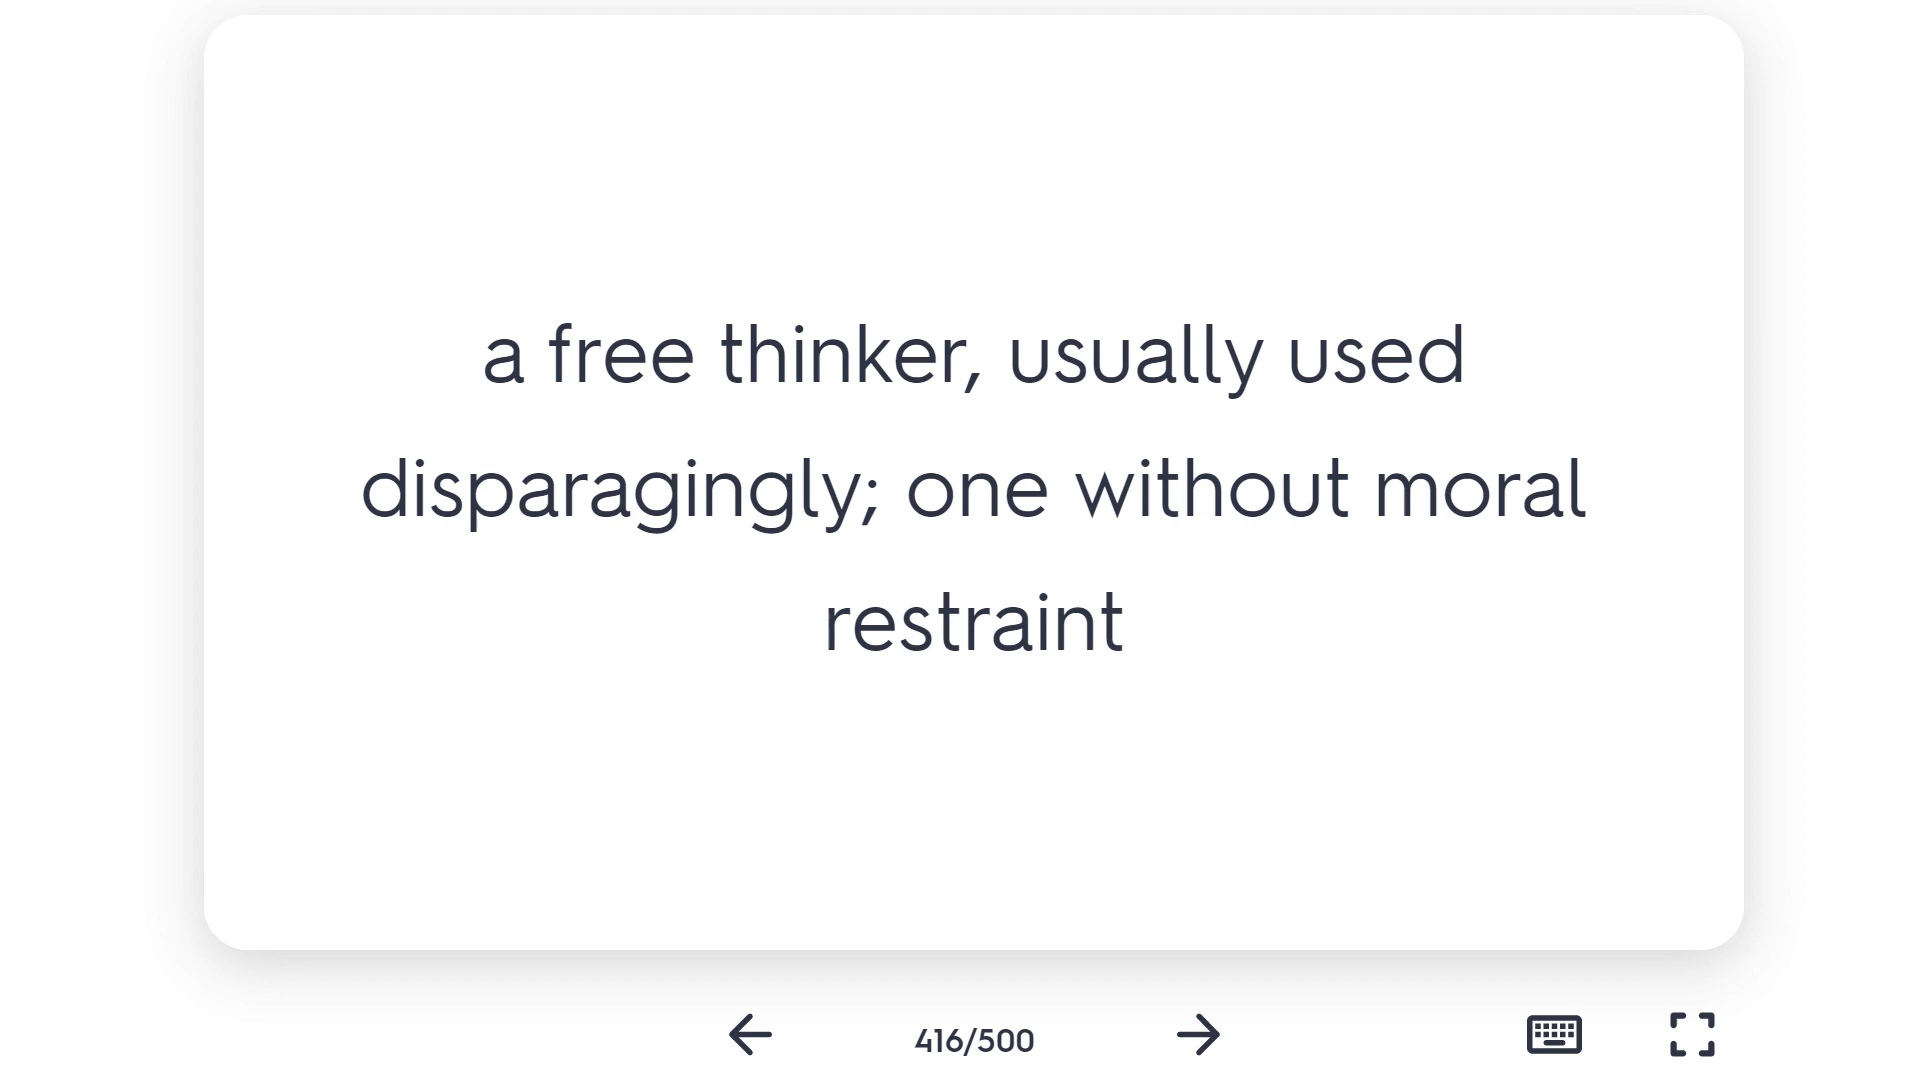 a free thinker, usually used
disparagingly; one without moral
restraint
416/500